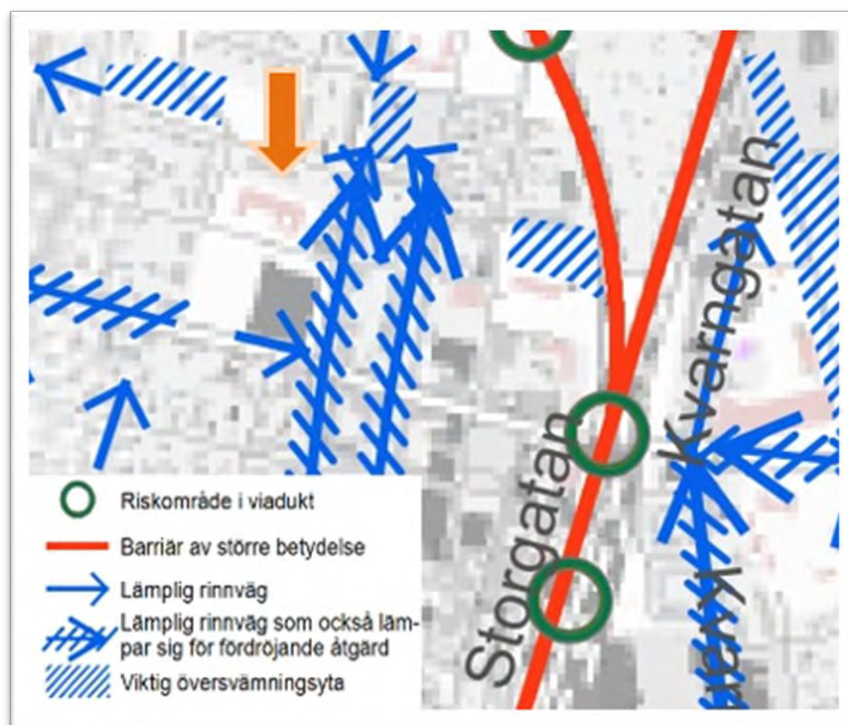 Kvarngatan
Storgatan
Kvarn
Riskområde i viadukt
Barriär av större betydelse
Lämplig rinnväg
Lämplig rinnväg som också läm-
par sig för fördröjande åtgärd
Viktig översvämningsyta